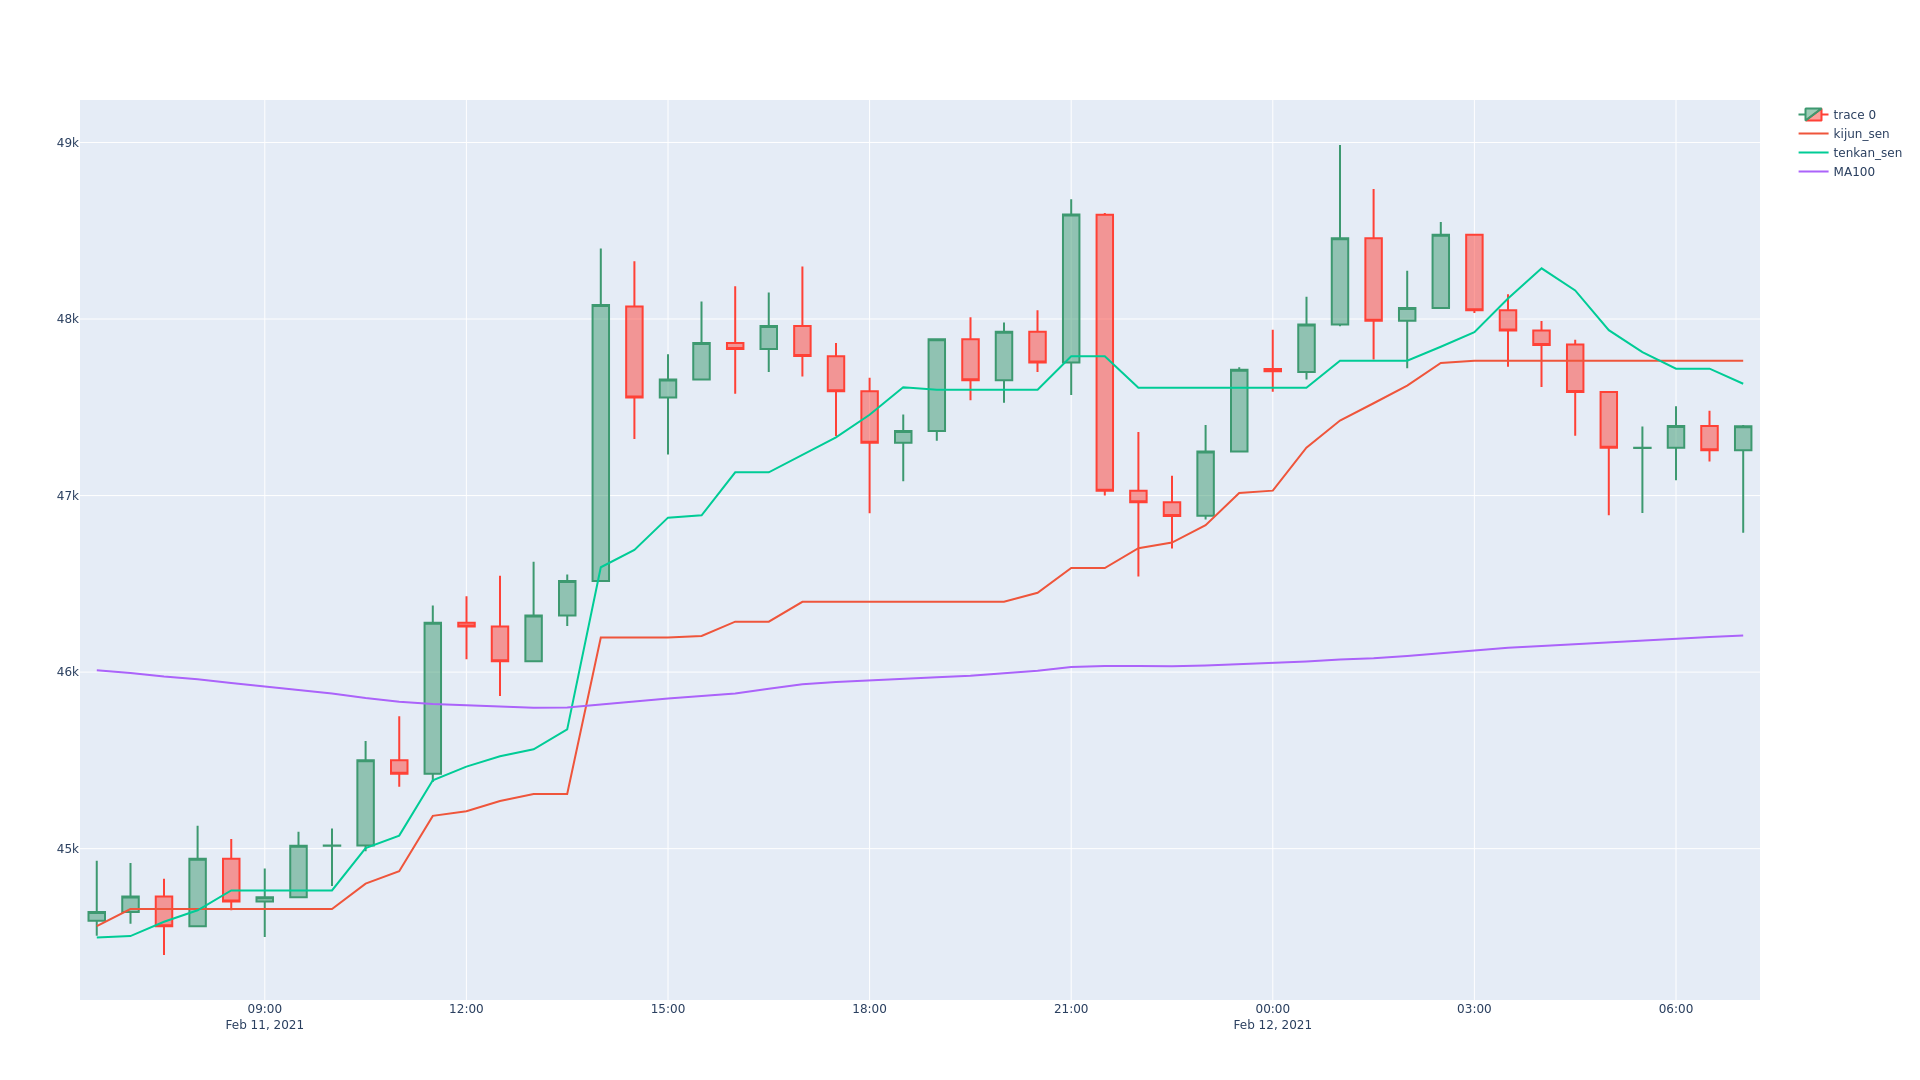 49k
48k
47k
46k
45k
09:00
Feb 11, 2021
12:00
15:00
18:00
21:00
00:00
Feb 12, 2021
03:00
06:00
trace 0
kijun_sen
tenkan_sen
MA100